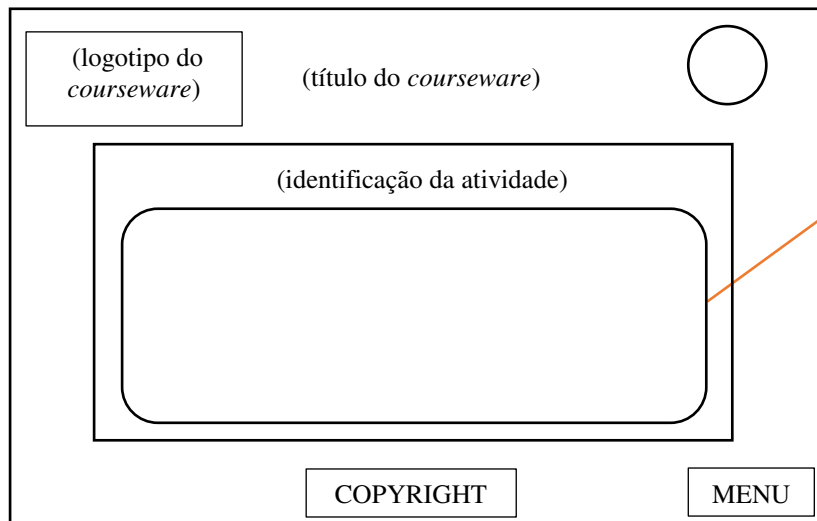 (logotipo do
courseware)
(título do courseware)
(identificação da atividade)
COPYRIGHT
MENU